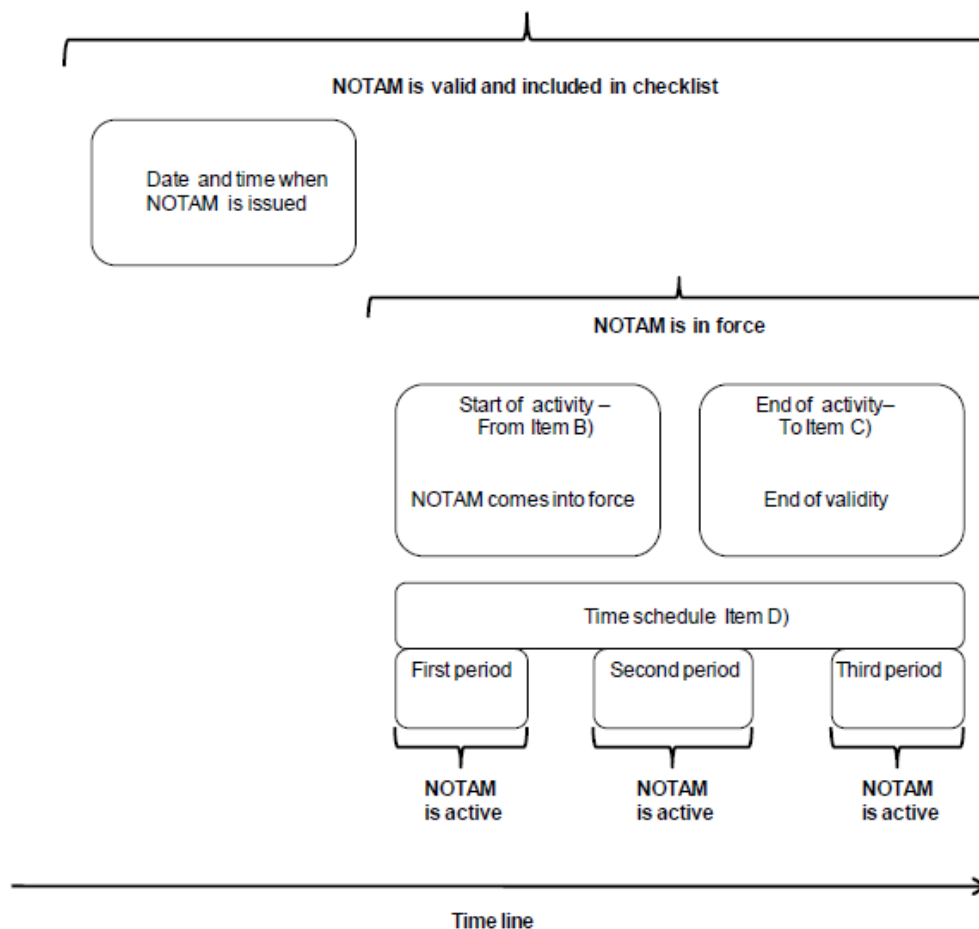 NOTAM is valid and included in checklist
Date and time when
NOTAM is issued
NOTAM is in force
Start of activity –
From Item B)
NOTAM comes into force
End of activity–
To Item C)
End of validity
Time schedule Item D)
First period
Second period
Third period
NOTAM
is active
NOTAM
is active
NOTAM
is active
Time line